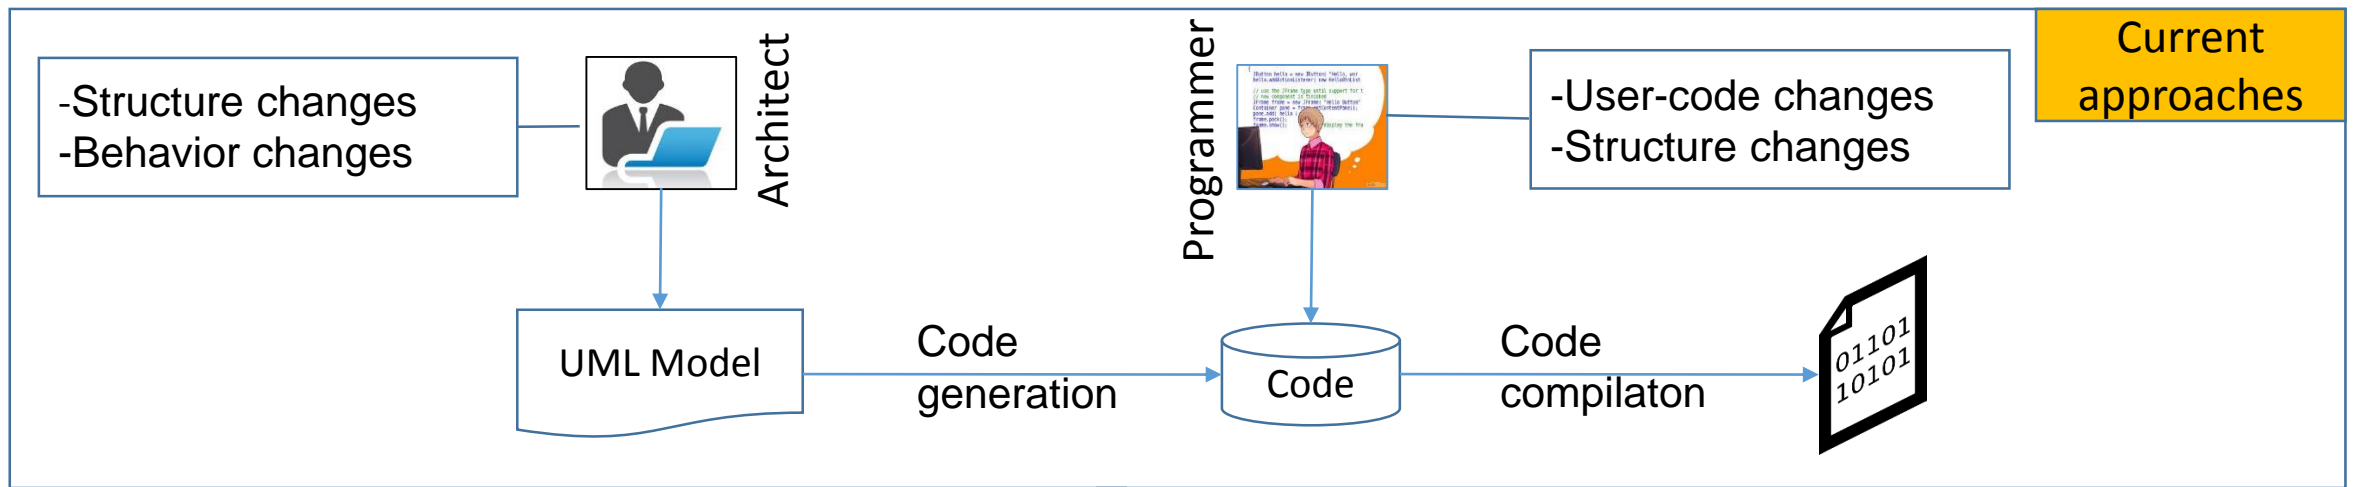 Current
approaches
-Structure changes
-Behavior changes
Architect
Programmer
-User-code changes
-Structure changes
UML Model
Code
generation
Code
Code
compilaton
01101
10101